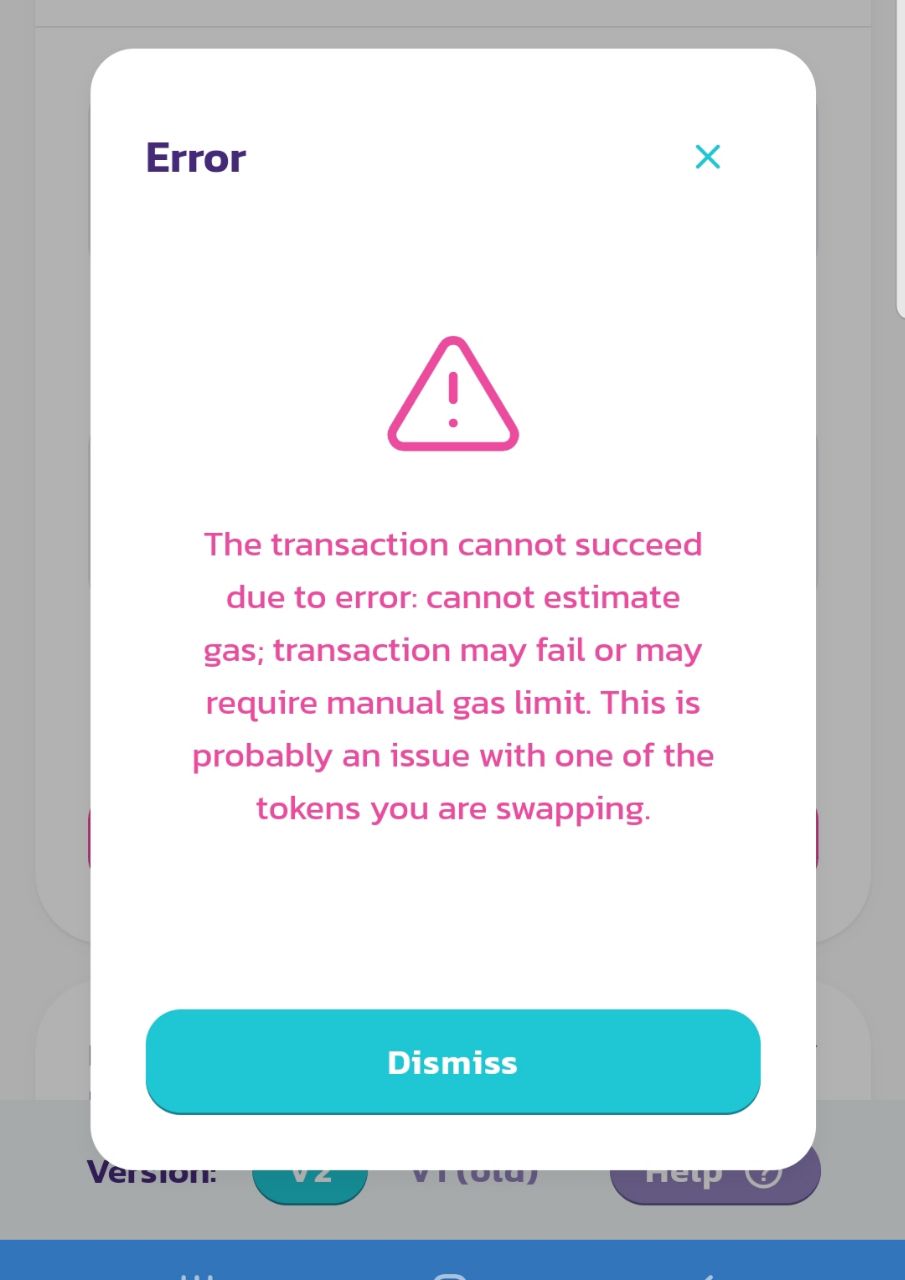 Error
The transaction cannot succeed
due to error: cannot estimate
gas; transaction may fail or may
require manual gas limit. This is
probably an issue with one of the
tokens you are swapping.
Dismiss
Version: V2 V1 (old) Help ?